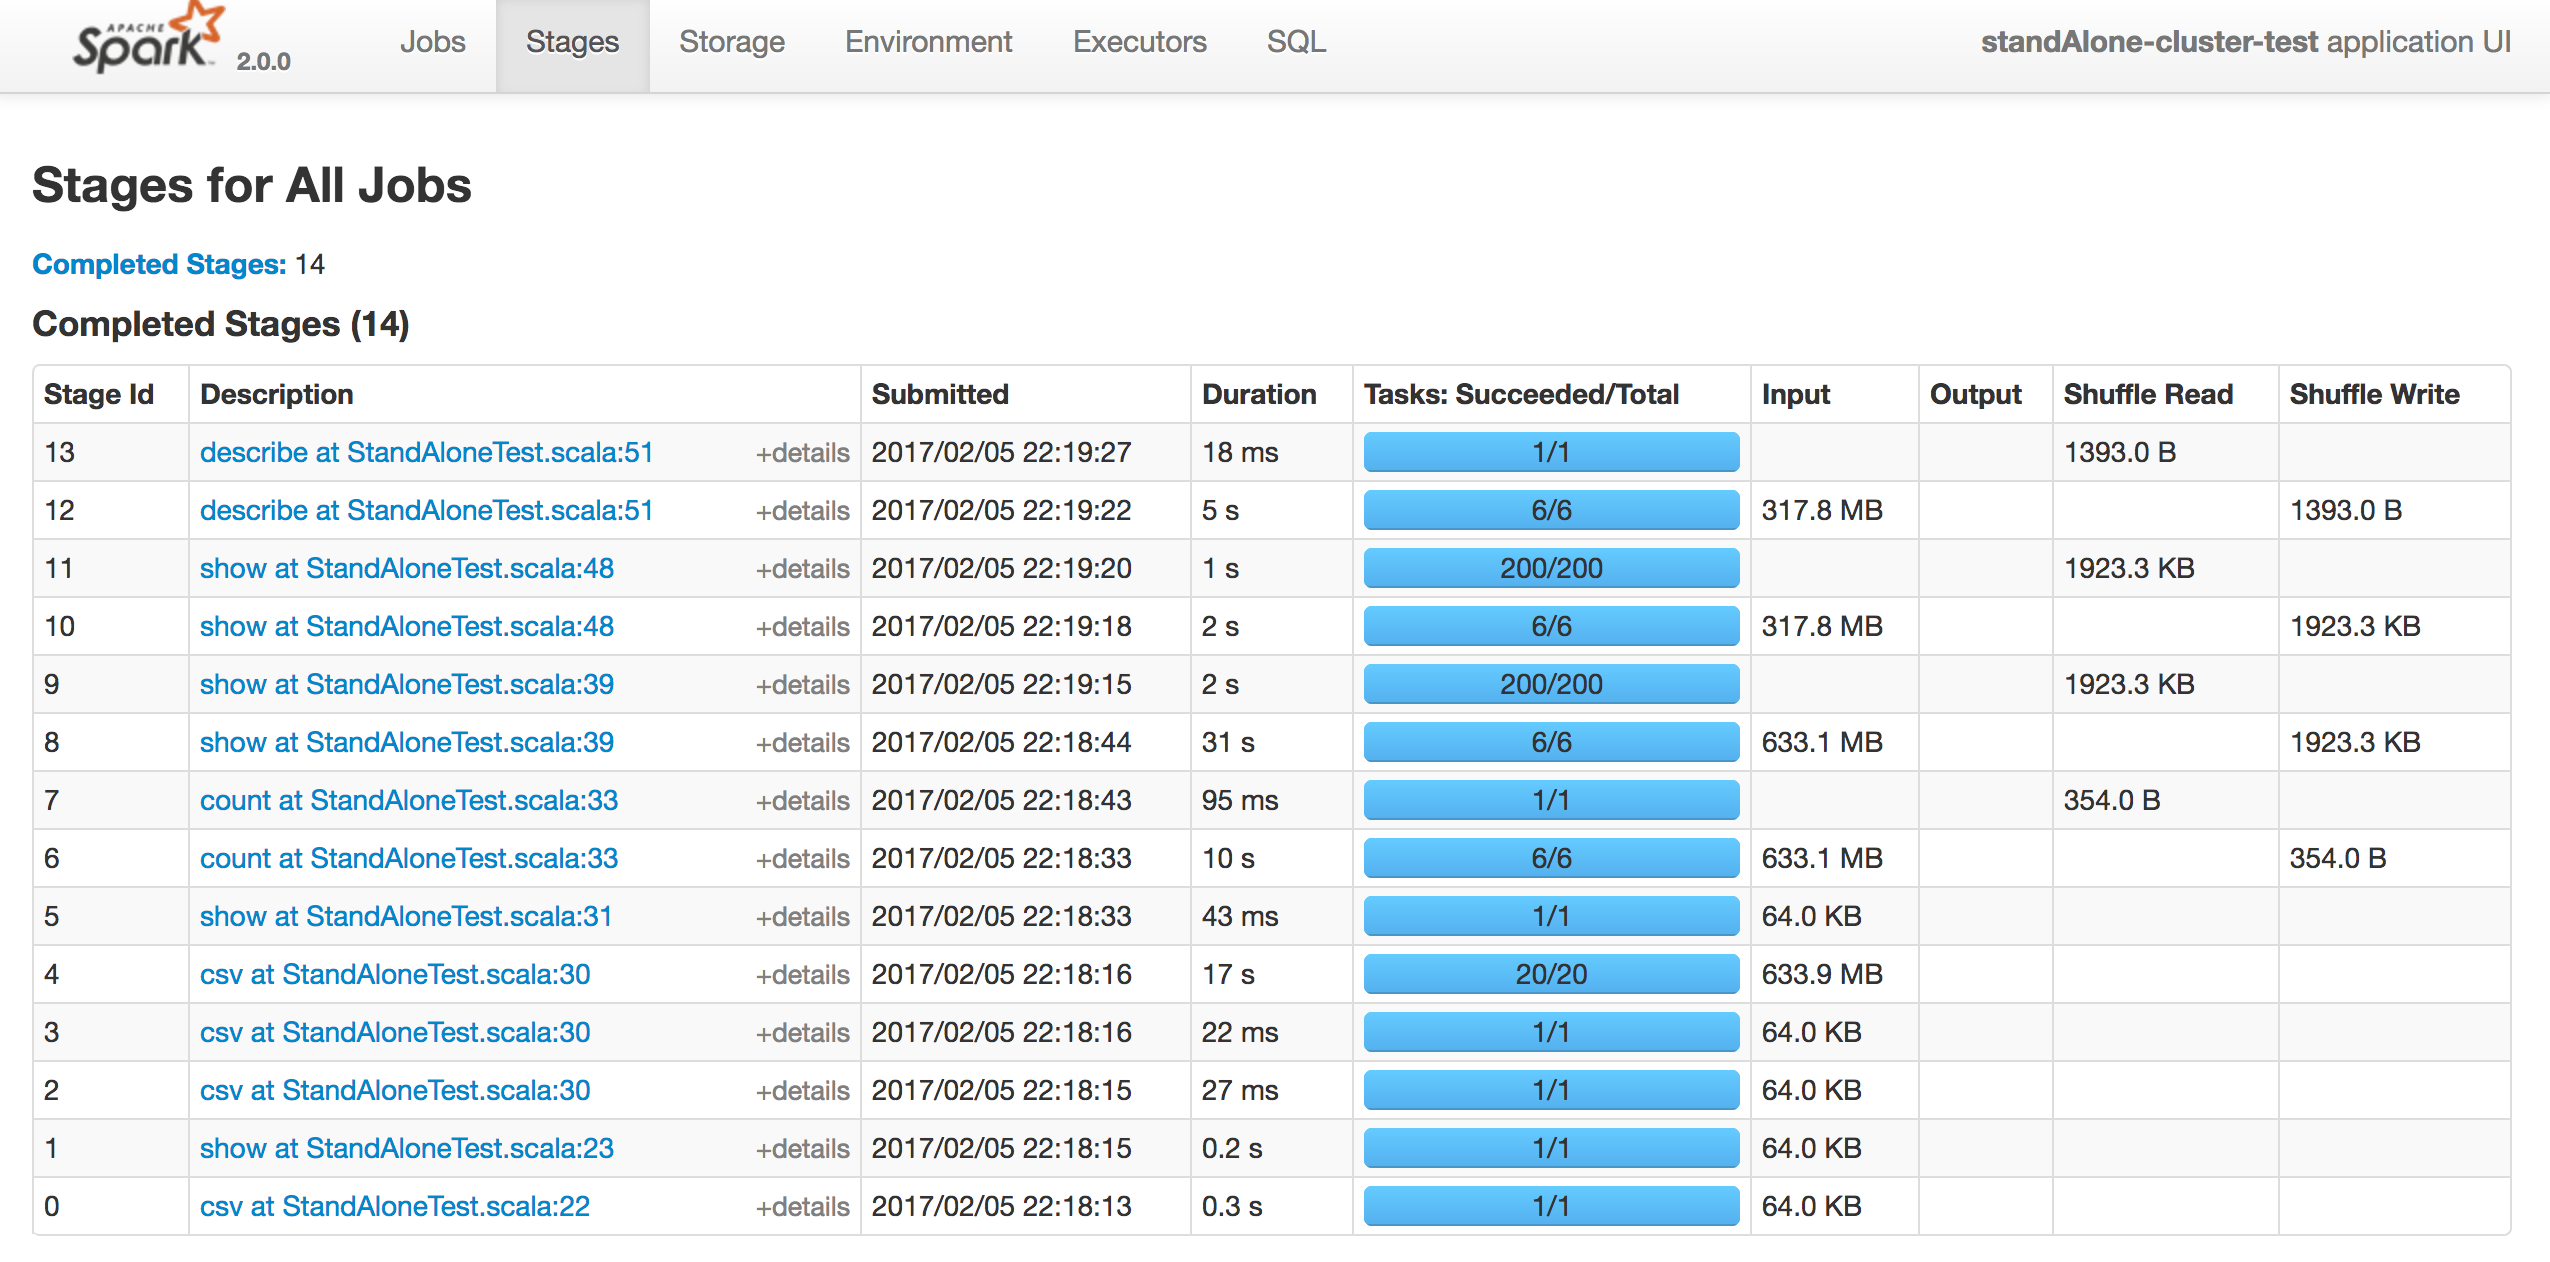 APACHE
Spark 2.0.0 Jobs Stages Storage Environment Executors SQL standAlone-cluster-test application UI
Stages for All Jobs
Completed Stages: 14
Completed Stages (14)
Stage Id Description Submitted Duration Tasks: Succeeded/Total Input Output Shuffle Read Shuffle Write
13 describe at StandAloneTest.scala:51 +details 2017/02/05 22:19:27 18 ms 1/1 1393.0 B
12 describe at StandAloneTest.scala:51 +details 2017/02/05 22:19:22 5 s 6/6 317.8 MB 1393.0 B
11 show at StandAloneTest.scala:48 +details 2017/02/05 22:19:20 1 s 200/200 1923.3 KB
10 show at StandAloneTest.scala:48 +details 2017/02/05 22:19:18 2 s 6/6 317.8 MB 1923.3 KB
9 show at StandAloneTest.scala:39 +details 2017/02/05 22:19:15 2 s 200/200 1923.3 KB
8 show at StandAloneTest.scala:39 +details 2017/02/05 22:18:44 31 s 6/6 633.1 MB 1923.3 KB
7 count at StandAloneTest.scala:33 +details 2017/02/05 22:18:43 95 ms 1/1 354.0 B
6 count at StandAloneTest.scala:33 +details 2017/02/05 22:18:33 10 s 6/6 633.1 MB 354.0 B
5 show at StandAloneTest.scala:31 +details 2017/02/05 22:18:33 43 ms 1/1 64.0 KB
4 csv at StandAloneTest.scala:30 +details 2017/02/05 22:18:16 17 s 20/20 633.9 MB
3 csv at StandAloneTest.scala:30 +details 2017/02/05 22:18:16 22 ms 1/1 64.0 KB
2 csv at StandAloneTest.scala:30 +details 2017/02/05 22:18:15 27 ms 1/1 64.0 KB
1 show at StandAloneTest.scala:23 +details 2017/02/05 22:18:15 0.2 s 1/1 64.0 KB
0 csv at StandAloneTest.scala:22 +details 2017/02/05 22:18:13 0.3 s 1/1 64.0 KB